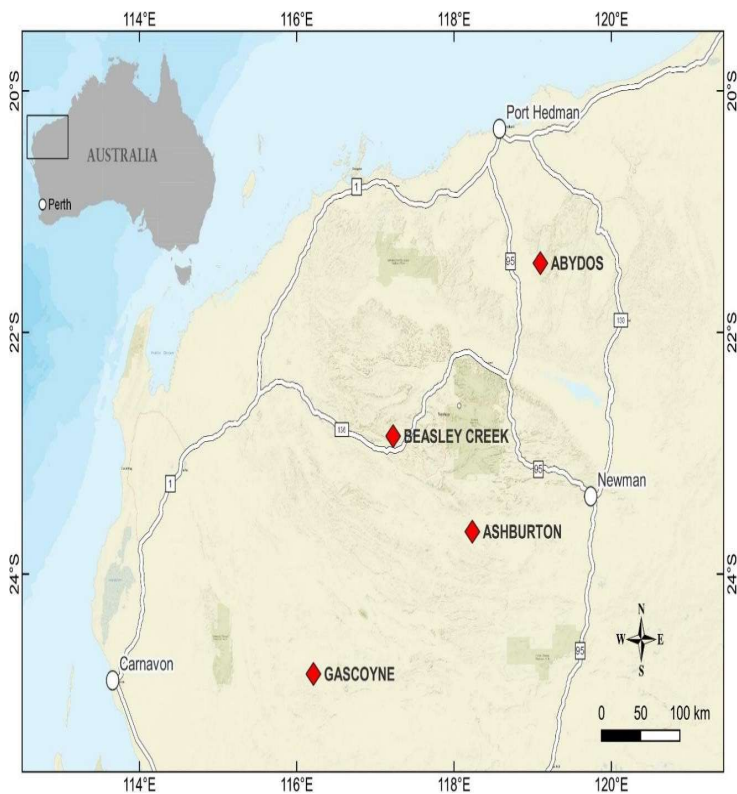 114°E 116°E 118°E 120°E
20°S
20°S
Port Hedman
AUSTRALIA
1
Perth
95
ABYDOS
22°S
22°S
130
136
BEASLEY CREEK
95
1
Newman
ASHBURTON
24°S
24°S
N
W E
S
95
Carnavon
GASCOYNE
0 50 100 km
114°E 116°E 118°E 120°E